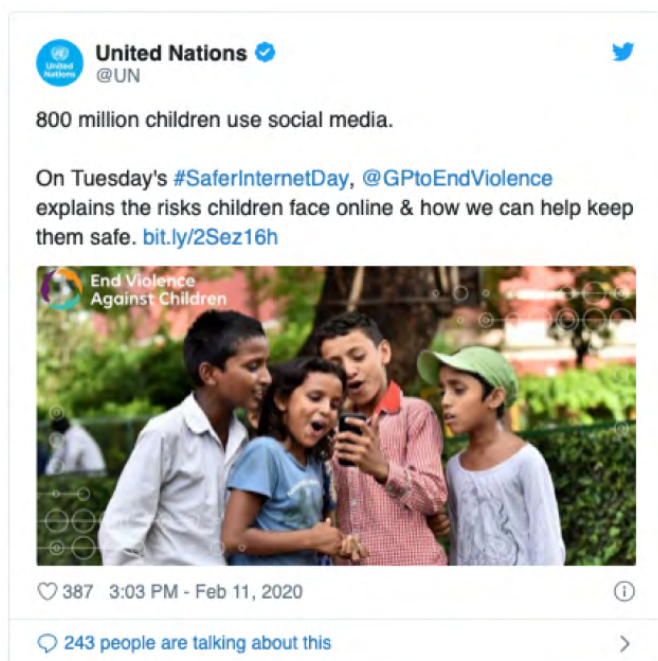 United Nations
United Nations
@UN
800 million children use social media.
On Tuesday's #SaferInternetDay, @GPtoEndViolence
explains the risks children face online & how we can help keep
them safe. bit.ly/2Sez16h
End Violence
Against Children
387 3:03 PM - Feb 11, 2020
243 people are talking about this